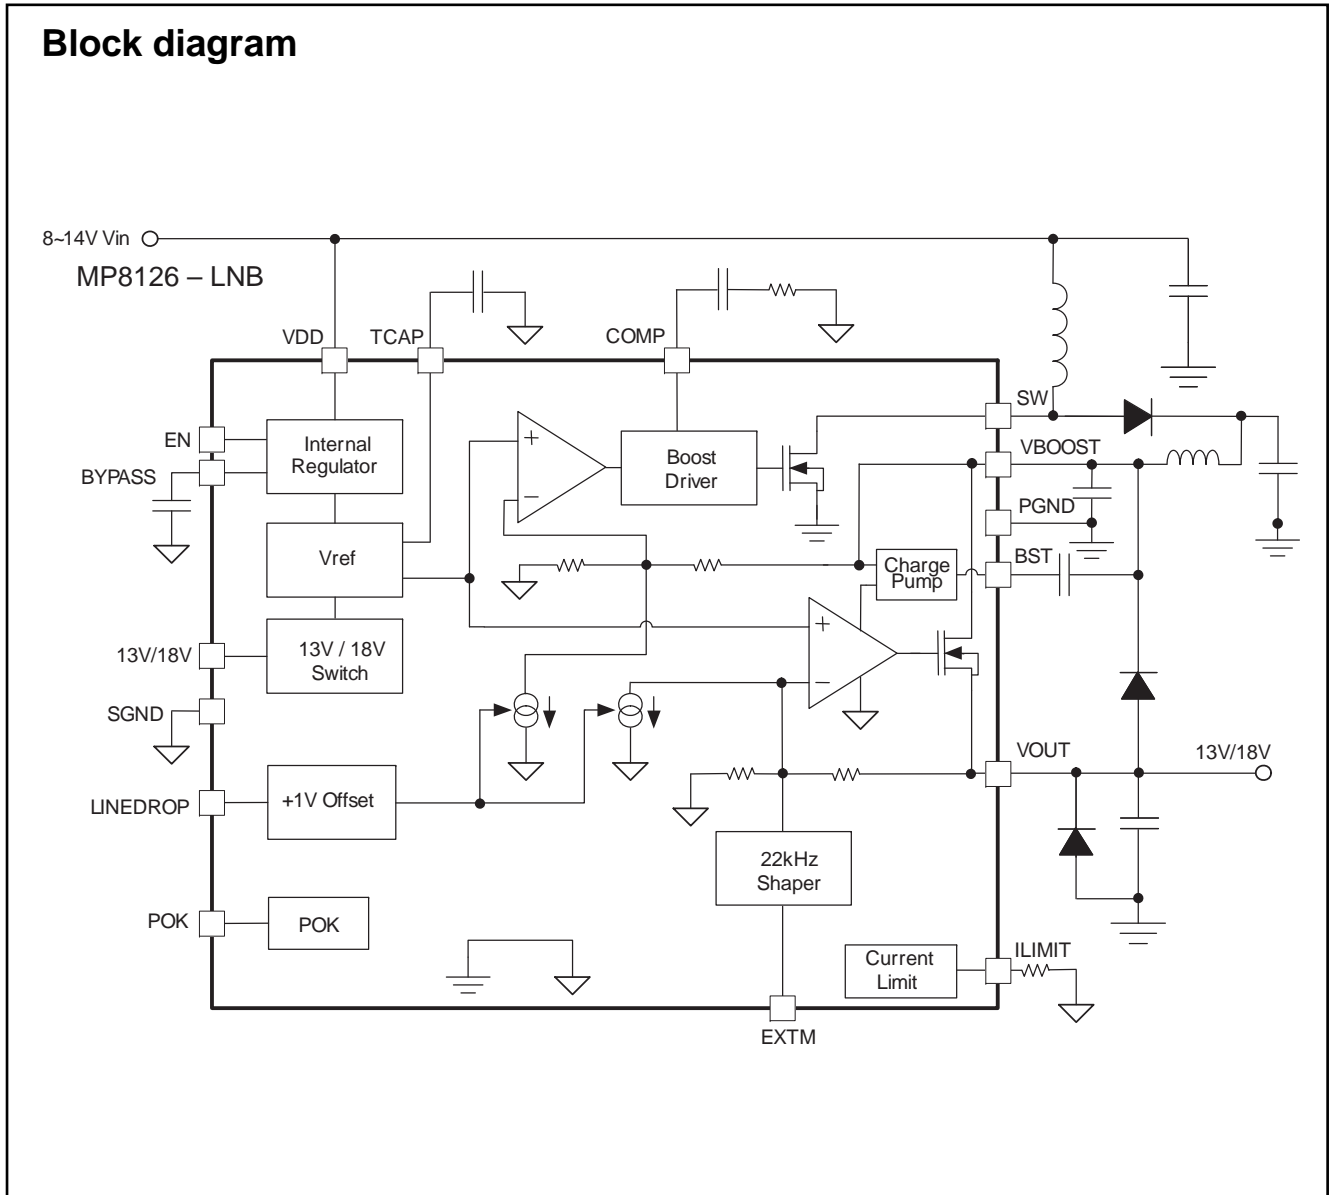 Block diagram
8~14V Vin
MP8126 – LNB
VDD
TCAP
COMP
SW
EN
Internal
Regulator
+
Boost
Driver
VBOOST
BYPASS
−
PGND
Vref
Charge
Pump
BST
13V/18V
13V / 18V
Switch
+
−
SGND
VOUT
13V/18V
LINEDROP
+1V Offset
22kHz
Shaper
POK
POK
Current
Limit
ILIMIT
EXTM